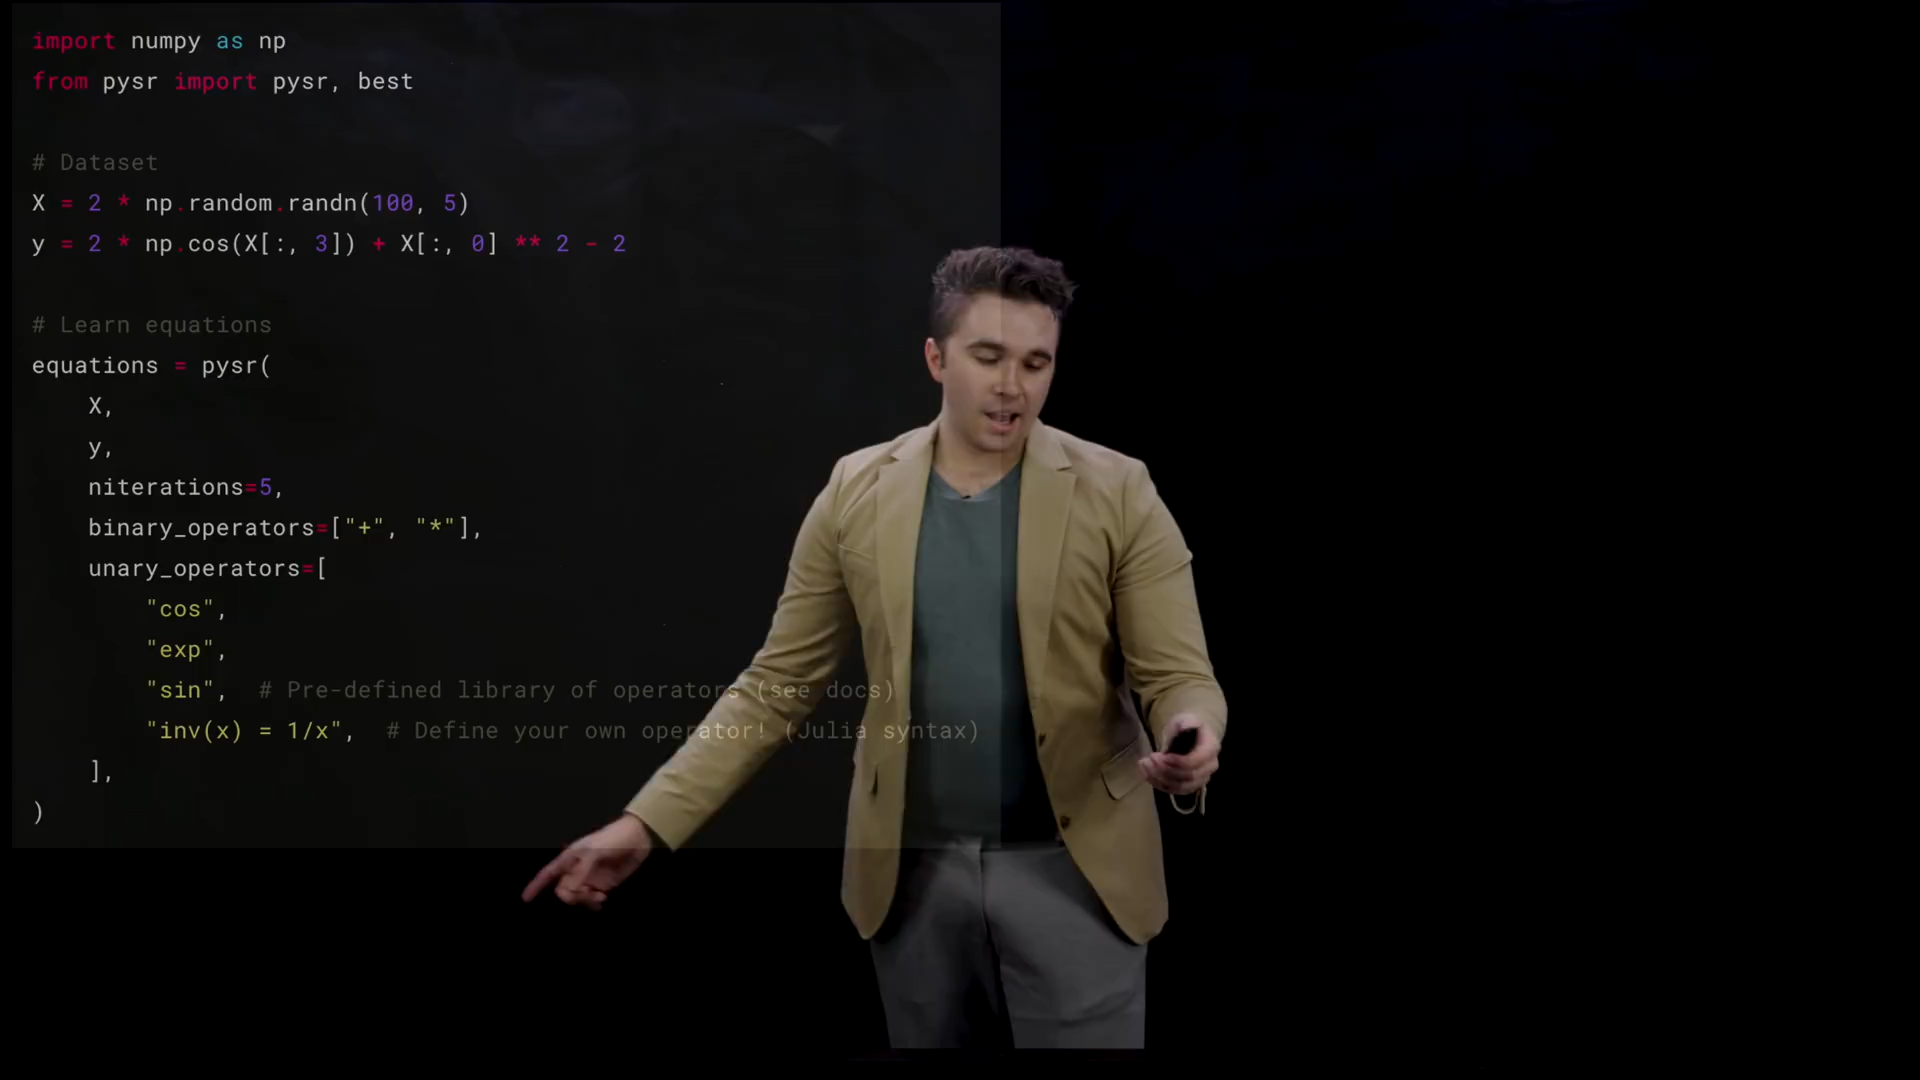 import numpy as np
from pysr import pysr, best
# Dataset
X = 2 * np.random.randn(100, 5)
y = 2 * np.cos(X[:, 3]) + X[:, 0] ** 2 - 2
# Learn equations
equations = pysr(
X,
y,
niterations=5,
binary_operators=["+", "*"],
unary_operators=[
"cos",
"exp",
"sin", # Pre-defined library of operators (see docs)
"inv(x) = 1/x", # Define your own operator! (Julia syntax)
],
)